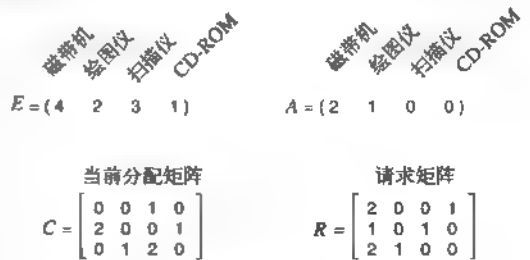 磁带机 绘图仪 扫描仪 CD-ROM
磁带机 绘图仪 扫描仪 CD-ROM
E = (4 2 3 1)
A = (2 1 0 0)
当前分配矩阵
C = [0 0 1 0
2 0 0 1
0 1 2 0]
请求矩阵
R = [2 0 0 1
1 0 1 0
2 1 0 0]